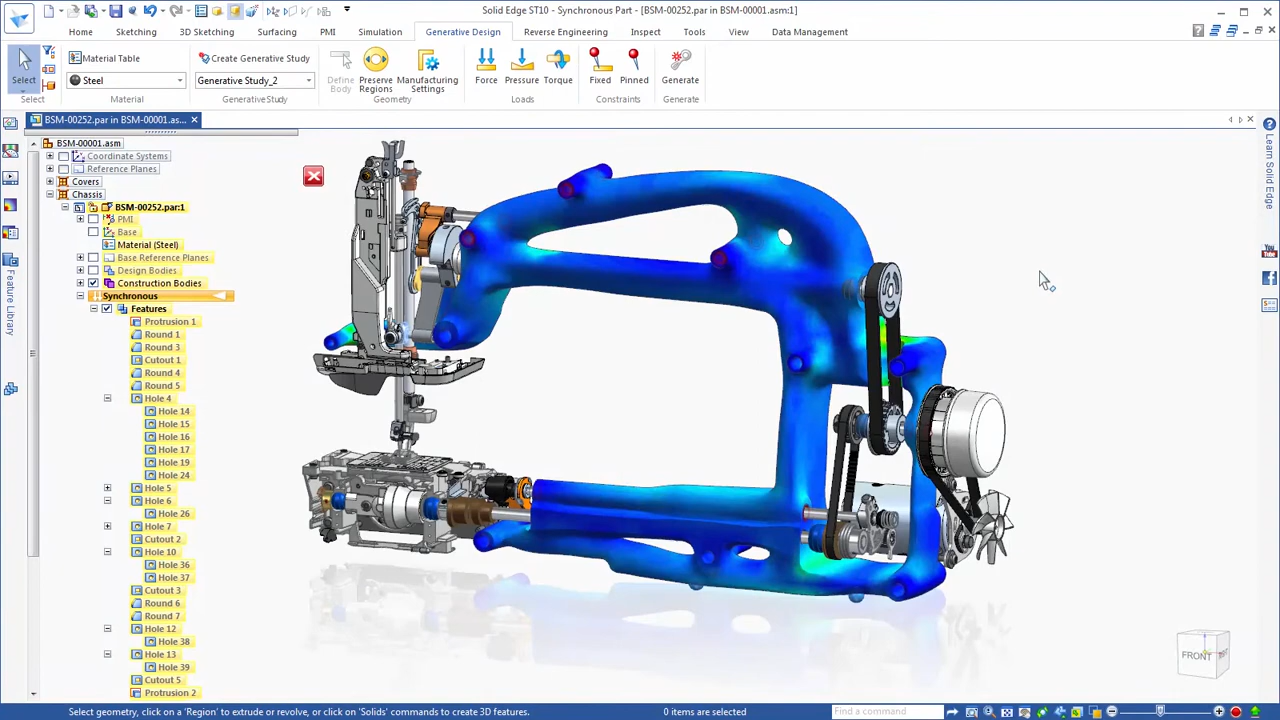 Solid Edge ST10 - Synchronous Part - [BSM-00252.par in BSM-00001.asm:1]
Home Sketching 3D Sketching Surfacing PMI Simulation Generative Design Reverse Engineering Inspect Tools View Data Management
Select
Select
Material Table
Steel
Material
Create Generative Study
Generative Study_2
Generative Study
Define Body
Preserve Regions
Manufacturing Settings
Geometry
Force
Pressure
Torque
Loads
Fixed
Pinned
Constraints
Generate
Generate
BSM-00252.par in BSM-00001.as...
BSM-00001.asm
Coordinate Systems
Reference Planes
Covers
Chassis
BSM-00252.par:1
PMI
Base
Material (Steel)
Base Reference Planes
Design Bodies
Construction Bodies
Synchronous
Features
Protrusion 1
Round 1
Round 3
Cutout 1
Round 4
Round 5
Hole 4
Hole 14
Hole 15
Hole 16
Hole 17
Hole 19
Hole 24
Hole 5
Hole 6
Hole 26
Hole 7
Cutout 2
Hole 10
Hole 36
Hole 37
Cutout 3
Round 6
Round 7
Hole 12
Hole 38
Hole 13
Hole 39
Cutout 5
Protrusion 2
Feature Library
Learn Solid Edge
You
Tube
FRONT
Select geometry, click on a 'Region' to extrude or revolve, or click on 'Solids' commands to create 3D features.
0 items are selected
Find a command